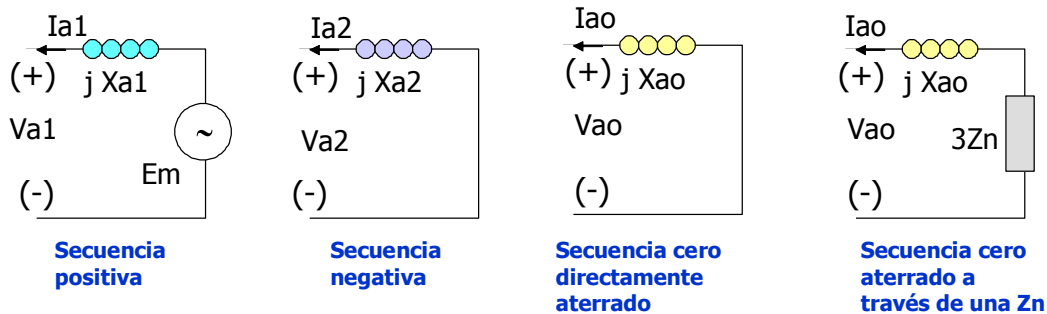 Ia1
(+)
j Xa1
Va1
~
Em
(-)
Secuencia
positiva
Ia2
(+)
j Xa2
Va2
(-)
Secuencia
negativa
Iao
(+)
j Xao
Vao
(-)
Secuencia cero
directamente
aterrado
Iao
(+)
j Xao
Vao
3Zn
(-)
Secuencia cero
aterrado a
través de una Zn